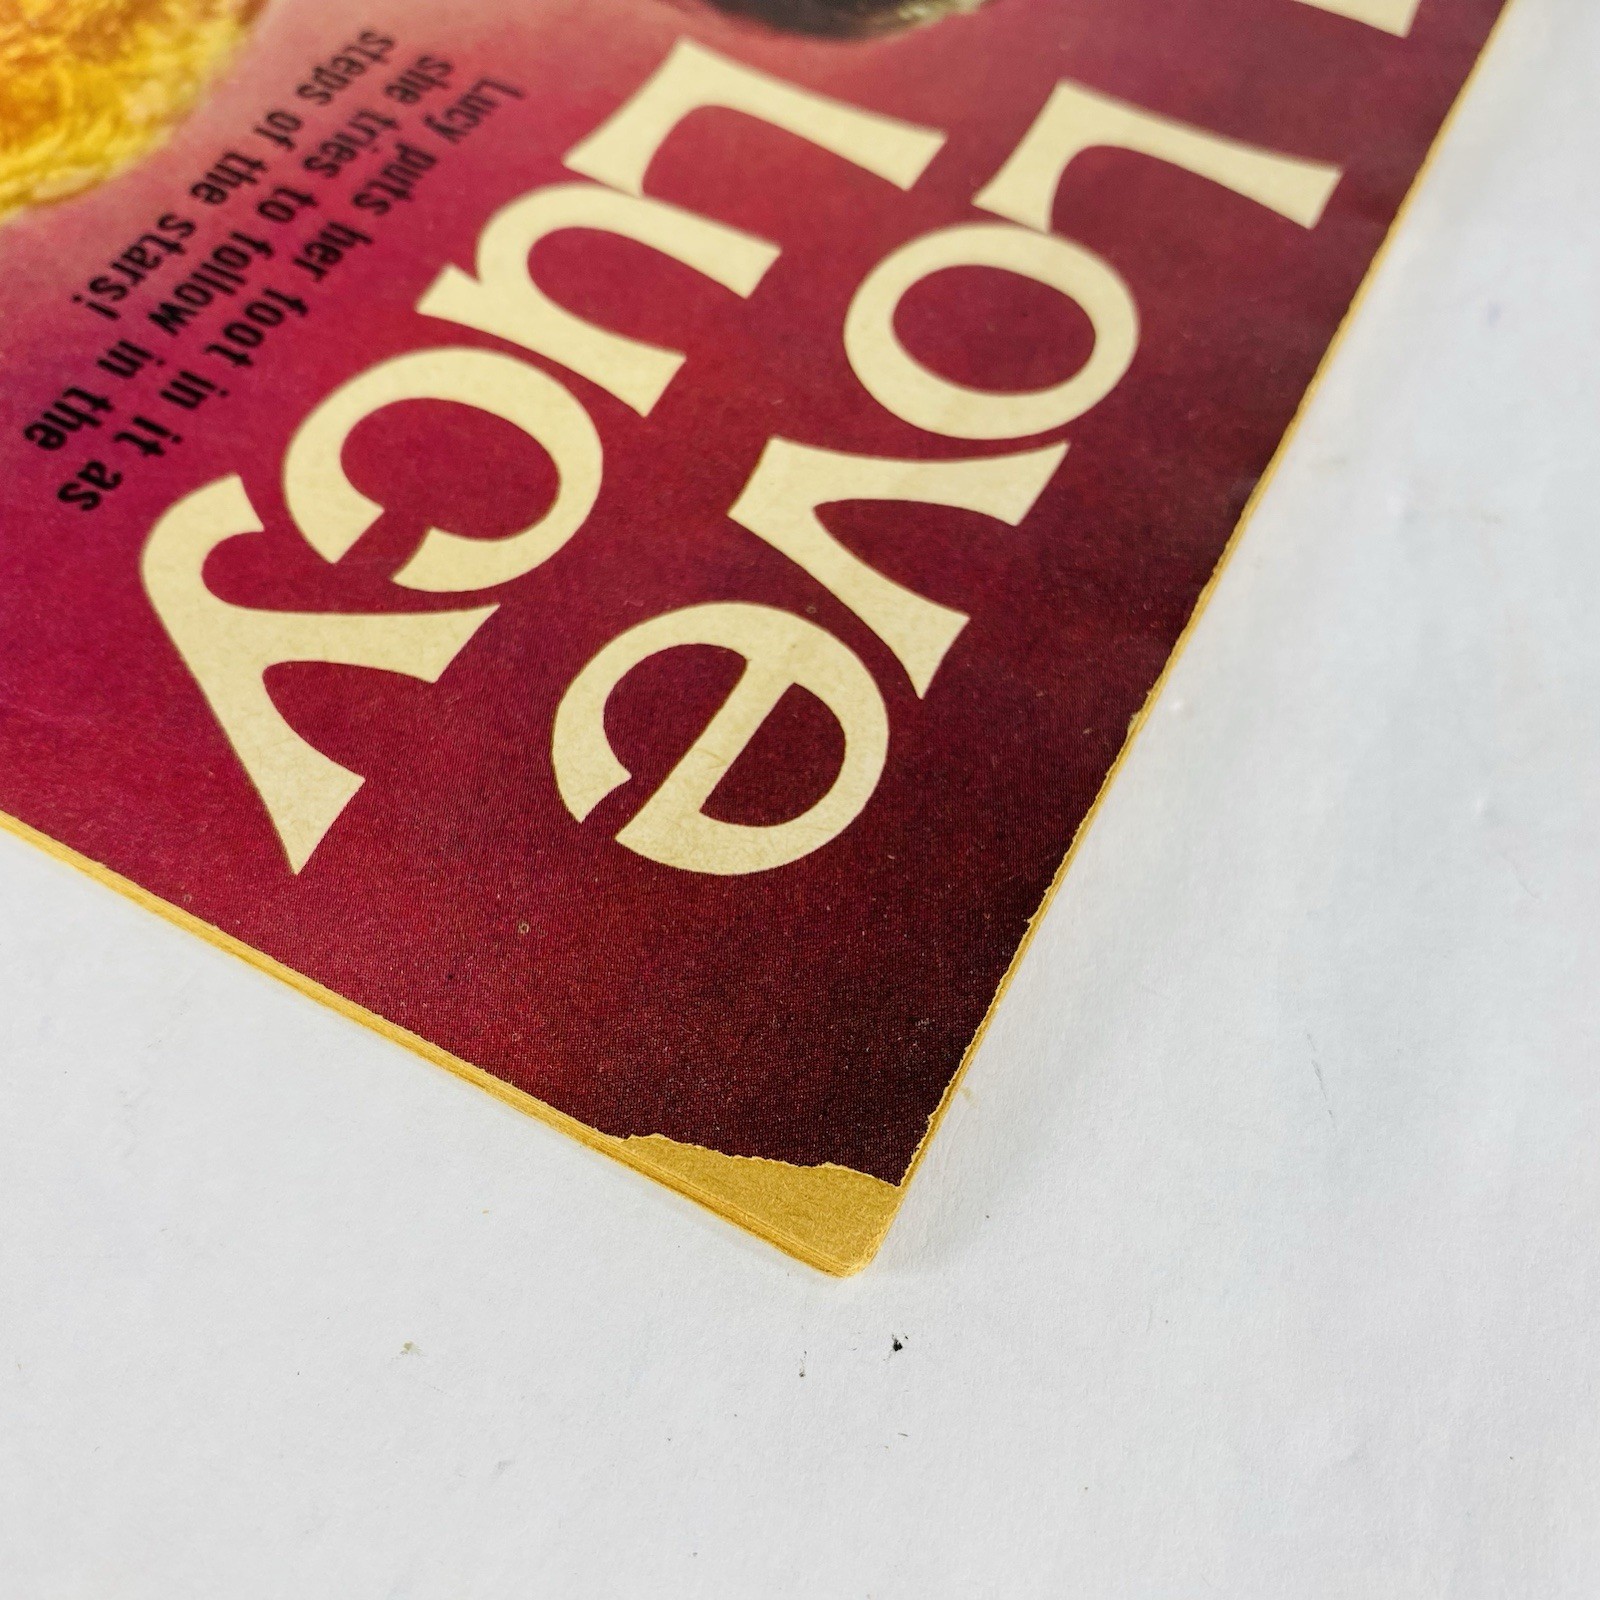 Love
Lucy
Lucy puts her foot in it as
she tries to follow in the
steps of the stars!